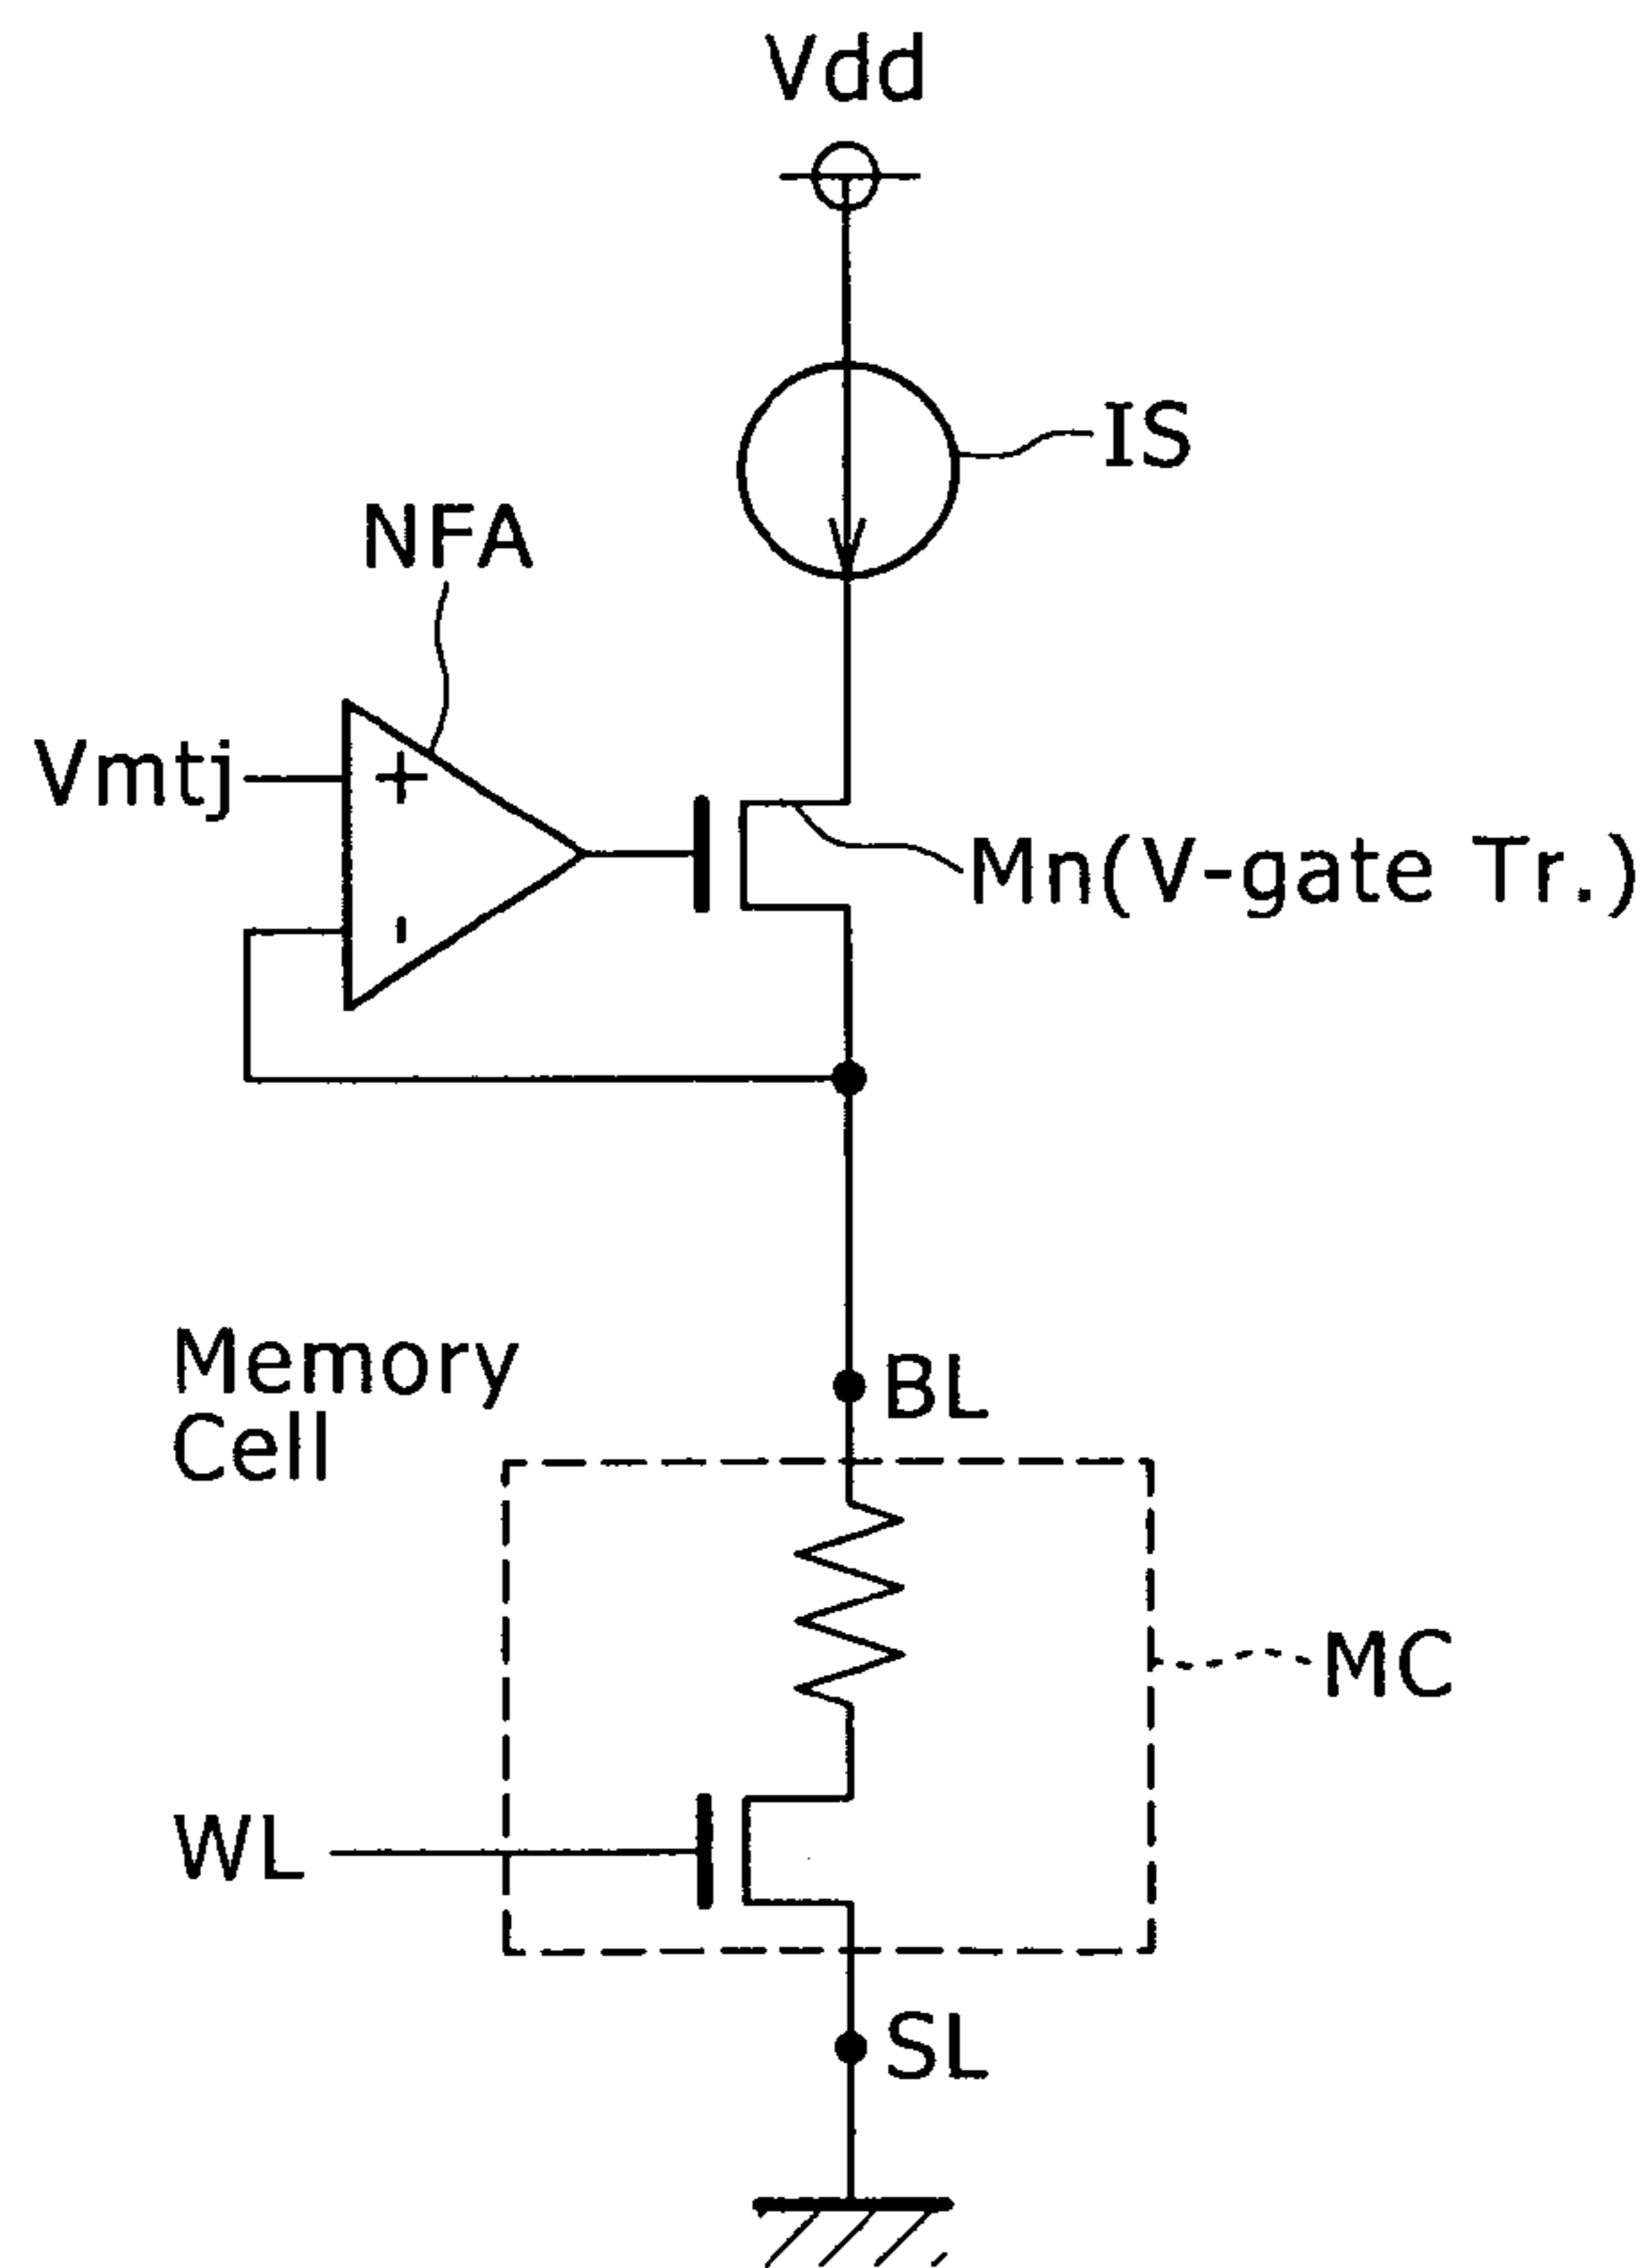 Vdd
IS
NFA
Vmtj
+
Mn(V-gate Tr.)
-
Memory
Cell
BL
MC
WL
SL